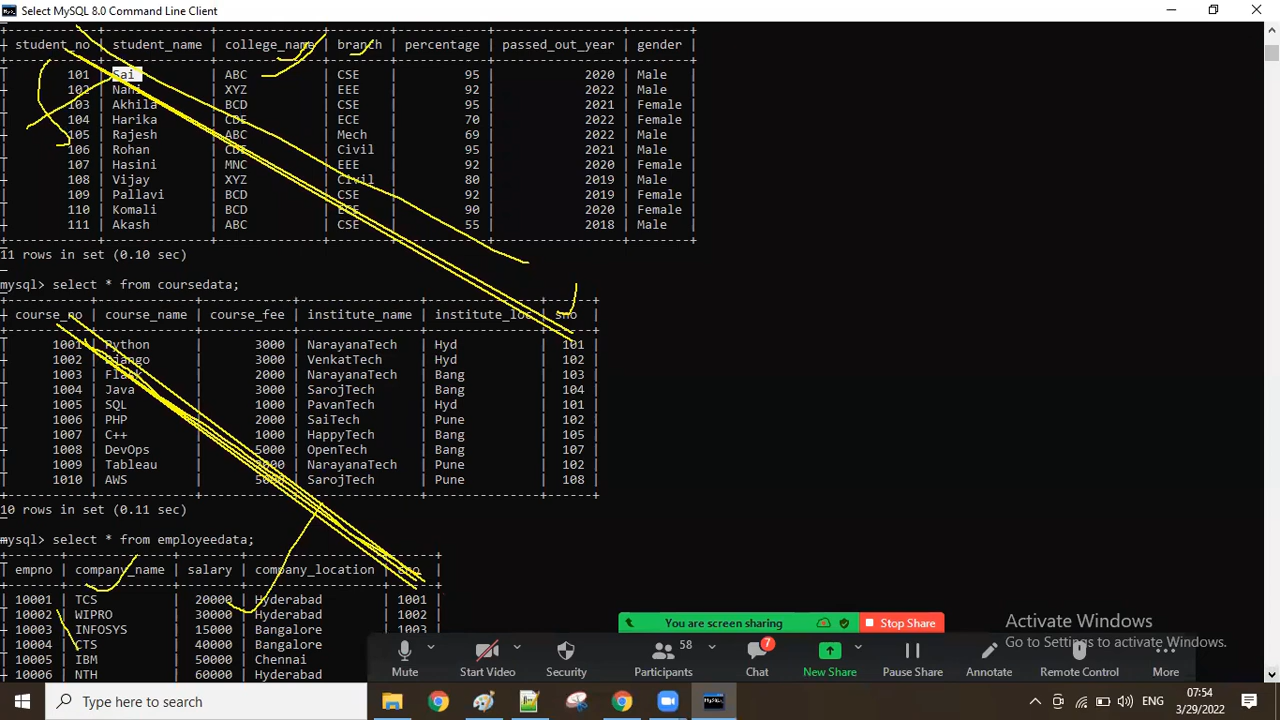 Select MySQL 8.0 Command Line Client
| student_no | student_name | college_name | branch | percentage | passed_out_year | gender |
| 101 | Sai | ABC | CSE | 95 | 2020 | Male |
| 102 | Nani | XYZ | EEE | 92 | 2022 | Male |
| 103 | Akhila | BCD | CSE | 95 | 2021 | Female |
| 104 | Harika | CDE | ECE | 70 | 2022 | Female |
| 105 | Rajesh | ABC | Mech | 69 | 2022 | Male |
| 106 | Rohan | CDE | Civil | 95 | 2021 | Male |
| 107 | Hasini | MNC | EEE | 92 | 2020 | Female |
| 108 | Vijay | XYZ | Civil | 80 | 2019 | Male |
| 109 | Pallavi | BCD | CSE | 92 | 2019 | Female |
| 110 | Komali | BCD | ECE | 90 | 2020 | Female |
| 111 | Akash | ABC | CSE | 55 | 2018 | Male |
11 rows in set (0.10 sec)
mysql> select * from coursedata;
| course_no | course_name | course_fee | institute_name | institute_loc | sno |
| 1001 | Python | 3000 | NarayanaTech | Hyd | 101 |
| 1002 | Django | 3000 | VenkatTech | Hyd | 102 |
| 1003 | Flask | 2000 | NarayanaTech | Bang | 103 |
| 1004 | Java | 3000 | SarojTech | Bang | 104 |
| 1005 | SQL | 1000 | PavanTech | Hyd | 101 |
| 1006 | PHP | 2000 | SaiTech | Pune | 102 |
| 1007 | C++ | 1000 | HappyTech | Bang | 105 |
| 1008 | DevOps | 5000 | OpenTech | Bang | 107 |
| 1009 | Tableau | | NarayanaTech | Pune | 102 |
| 1010 | AWS | 5000 | SarojTech | Pune | 108 |
10 rows in set (0.11 sec)
mysql> select * from employeedata;
| empno | company_name | salary | company_location | cno |
| 10001 | TCS | 20000 | Hyderabad | 1001 |
| 10002 | WIPRO | 30000 | Hyderabad | 1002 |
| 10003 | INFOSYS | 15000 | Bangalore | 1003 |
| 10004 | CTS | 40000 | Bangalore
| 10005 | IBM | 50000 | Chennai
| 10006 | NTH | 60000 | Hyderabad
You are screen sharing
Stop Share
Activate Windows
Go to Settings to activate Windows.
58
7
Mute
Start Video
Security
Participants
Chat
New Share
Pause Share
Annotate
Remote Control
More
Type here to search
ENG
07:54
3/29/2022